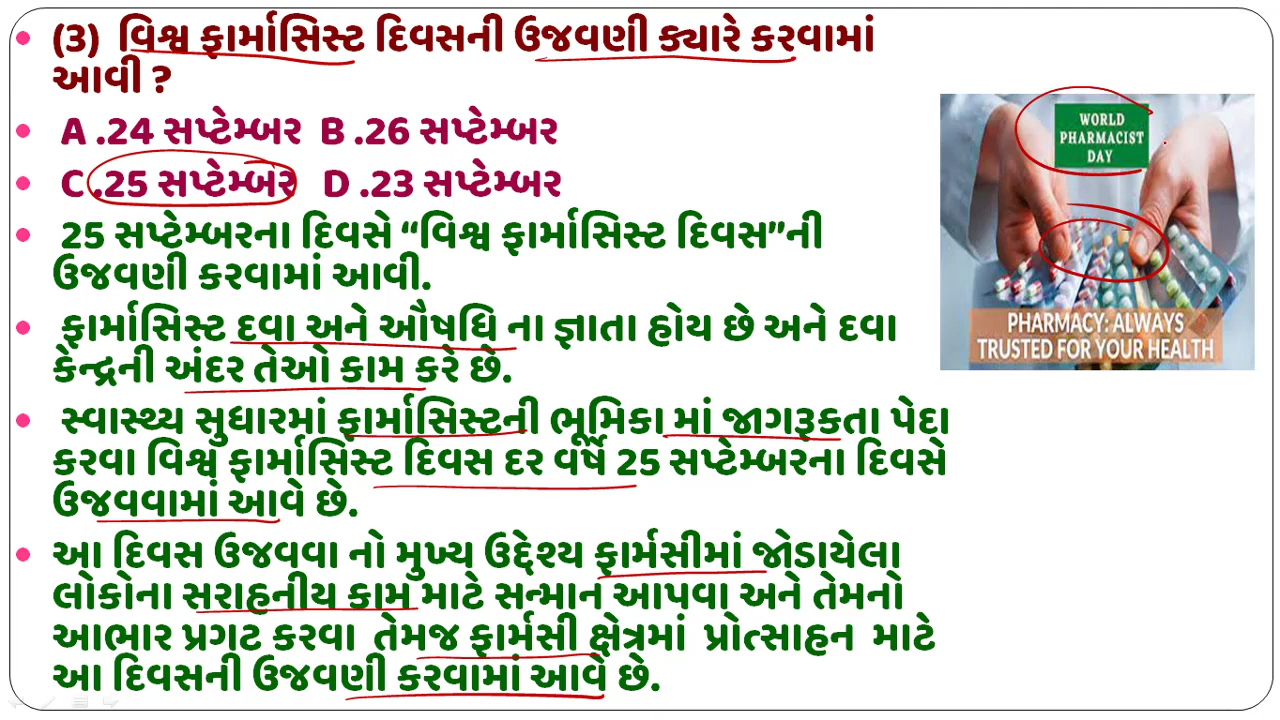 (૩) વિશ્વ ફાર્માસિસ્ટ દિવસની ઉજવણી ક્યારે કરવામાં
આવી ?
A .24 સપ્ટેમ્બર B .26 સપ્ટેમ્બર
C .25 સપ્ટેમ્બર D .23 સપ્ટેમ્બર
25 સપ્ટેમ્બરના દિવસે “વિશ્વ ફાર્માસિસ્ટ દિવસ”ની
ઉજવણી કરવામાં આવી.
ફાર્માસિસ્ટ દવા અને ઔષધિ ના જ્ઞાતા હોય છે અને દવા
કેન્દ્રની અંદર તેઓ કામ કરે છે.
સ્વાસ્થ્ય સુધારમાં ફાર્માસિસ્ટની ભૂમિકા માં જાગરૂકતા પેદા
કરવા વિશ્વ ફાર્માસિસ્ટ દિવસ દર વર્ષે 25 સપ્ટેમ્બરના દિવસે
ઉજવવામાં આવે છે.
આ દિવસ ઉજવવા નો મુખ્ય ઉદ્દેશ્ય ફાર્મસીમાં જોડાયેલા
લોકોના સરાહનીય કામ માટે સન્માન આપવા અને તેમનો
આભાર પ્રગટ કરવા તેમજ ફાર્મસી ક્ષેત્રમાં પ્રોત્સાહન માટે
આ દિવસની ઉજવણી કરવામાં આવે છે.
WORLD
PHARMACIST
DAY
PHARMACY: ALWAYS
TRUSTED FOR YOUR HEALTH